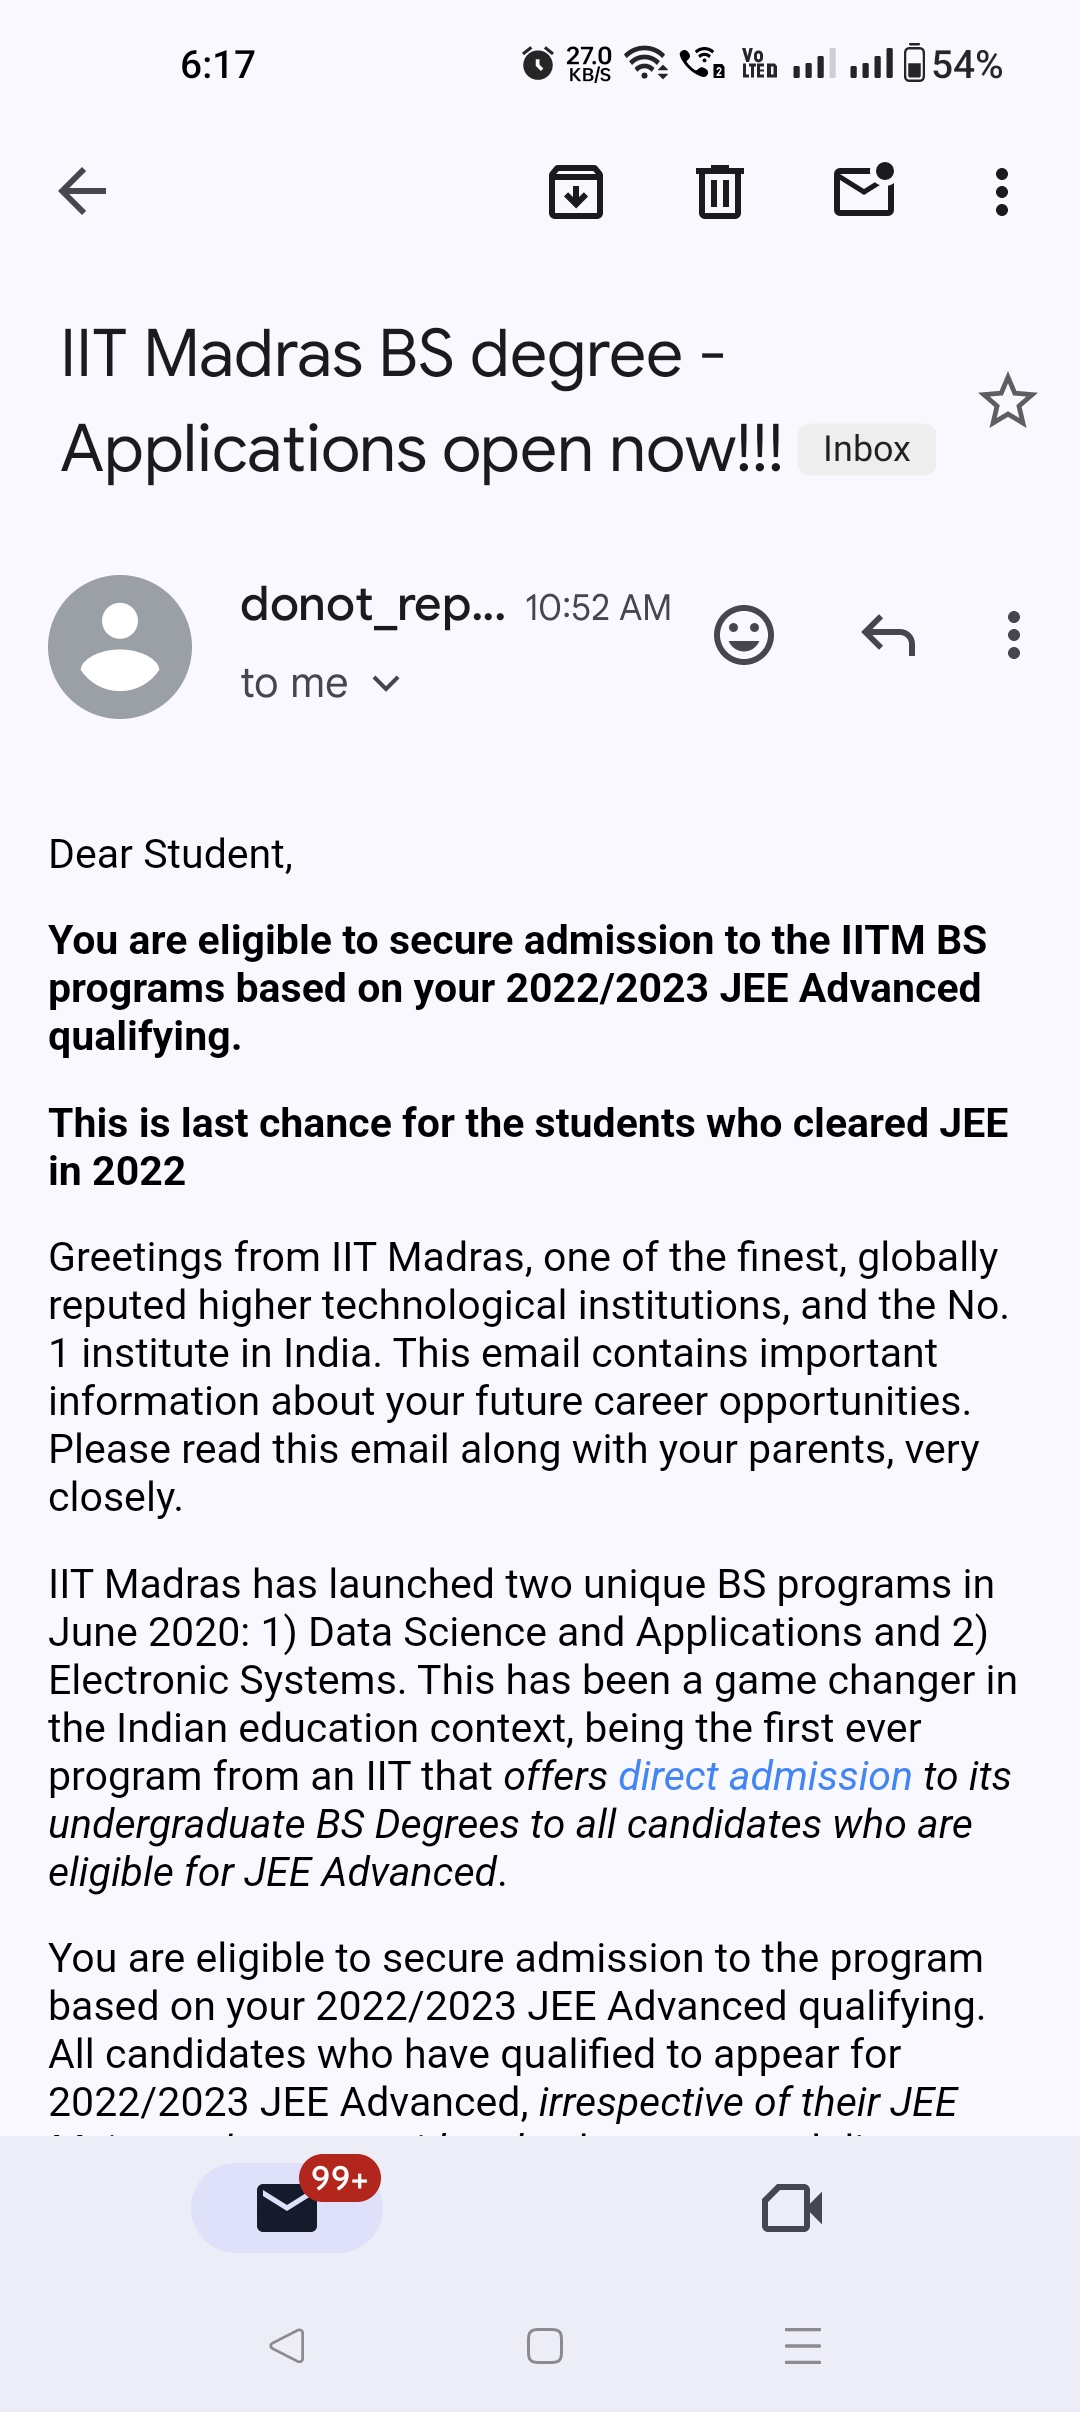 6:17
27.0
KB/S
2
Vo
LTED
54%
IIT Madras BS degree -
Applications open now!!! Inbox
donot_rep... 10:52 AM
to me
Dear Student,
You are eligible to secure admission to the IITM BS
programs based on your 2022/2023 JEE Advanced
qualifying.
This is last chance for the students who cleared JEE
in 2022
Greetings from IIT Madras, one of the finest, globally
reputed higher technological institutions, and the No.
1 institute in India. This email contains important
information about your future career opportunities.
Please read this email along with your parents, very
closely.
IIT Madras has launched two unique BS programs in
June 2020: 1) Data Science and Applications and 2)
Electronic Systems. This has been a game changer in
the Indian education context, being the first ever
program from an IIT that offers direct admission to its
undergraduate BS Degrees to all candidates who are
eligible for JEE Advanced.
You are eligible to secure admission to the program
based on your 2022/2023 JEE Advanced qualifying.
All candidates who have qualified to appear for
2022/2023 JEE Advanced, irrespective of their JEE
99+